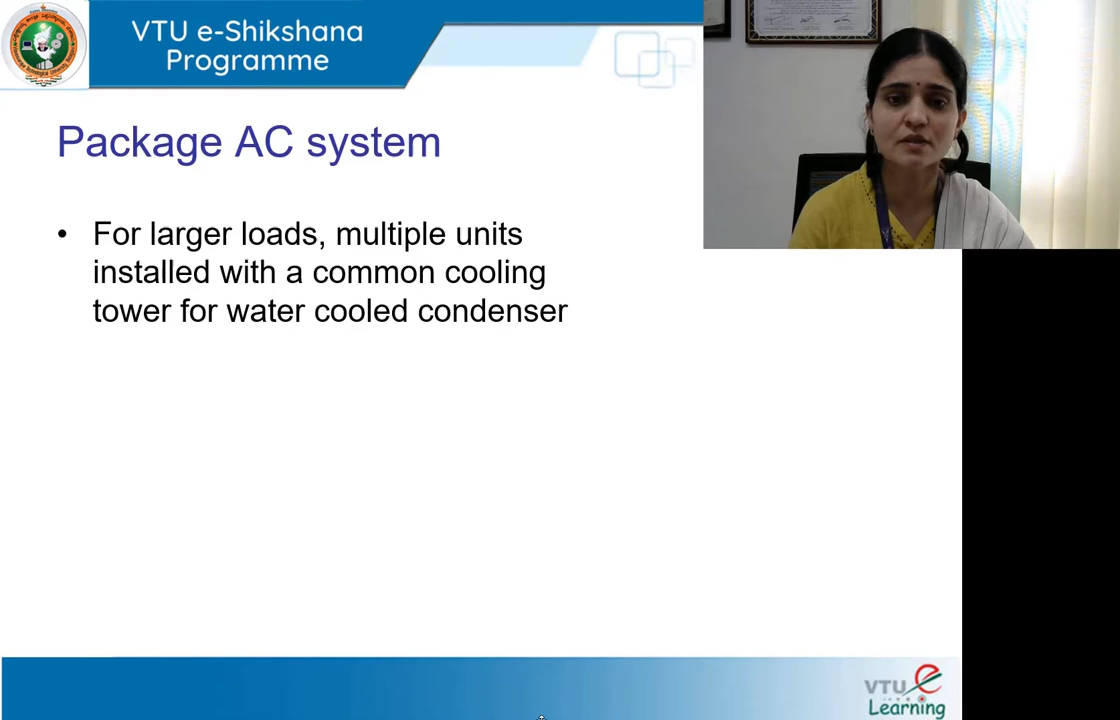 VTU e-Shikshana
Programme
Package AC system
• For larger loads, multiple units
installed with a common cooling
tower for water cooled condenser
VTU
Learning